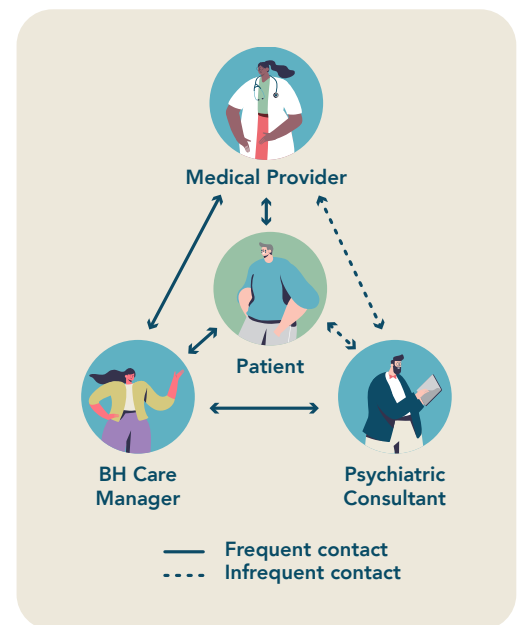 Medical Provider
Patient
BH Care
Manager
Psychiatric
Consultant
Frequent contact
Infrequent contact